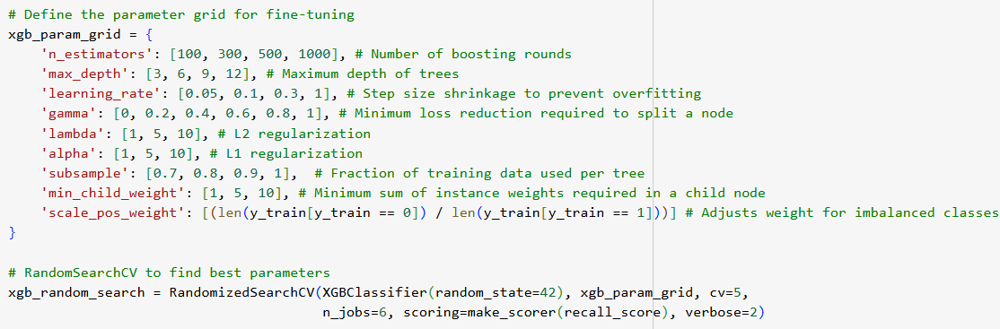 # Define the parameter grid for fine-tuning
xgb_param_grid = {
    'n_estimators': [100, 300, 500, 1000], # Number of boosting rounds
    'max_depth': [3, 6, 9, 12], # Maximum depth of trees
    'learning_rate': [0.05, 0.1, 0.3, 1], # Step size shrinkage to prevent overfitting
    'gamma': [0, 0.2, 0.4, 0.6, 0.8, 1], # Minimum loss reduction required to split a node
    'lambda': [1, 5, 10], # L2 regularization
    'alpha': [1, 5, 10], # L1 regularization
    'subsample': [0.7, 0.8, 0.9, 1],  # Fraction of training data used per tree
    'min_child_weight': [1, 5, 10], # Minimum sum of instance weights required in a child node
    'scale_pos_weight': [(len(y_train[y_train == 0]) / len(y_train[y_train == 1]))] # Adjusts weight for imbalanced classes
}

# RandomSearchCV to find best parameters
xgb_random_search = RandomizedSearchCV(XGBClassifier(random_state=42), xgb_param_grid, cv=5,
                                       n_jobs=6, scoring=make_scorer(recall_score), verbose=2)